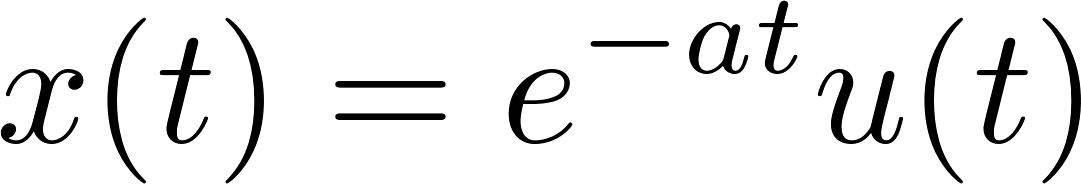 x(t) = e^{-at}u(t)